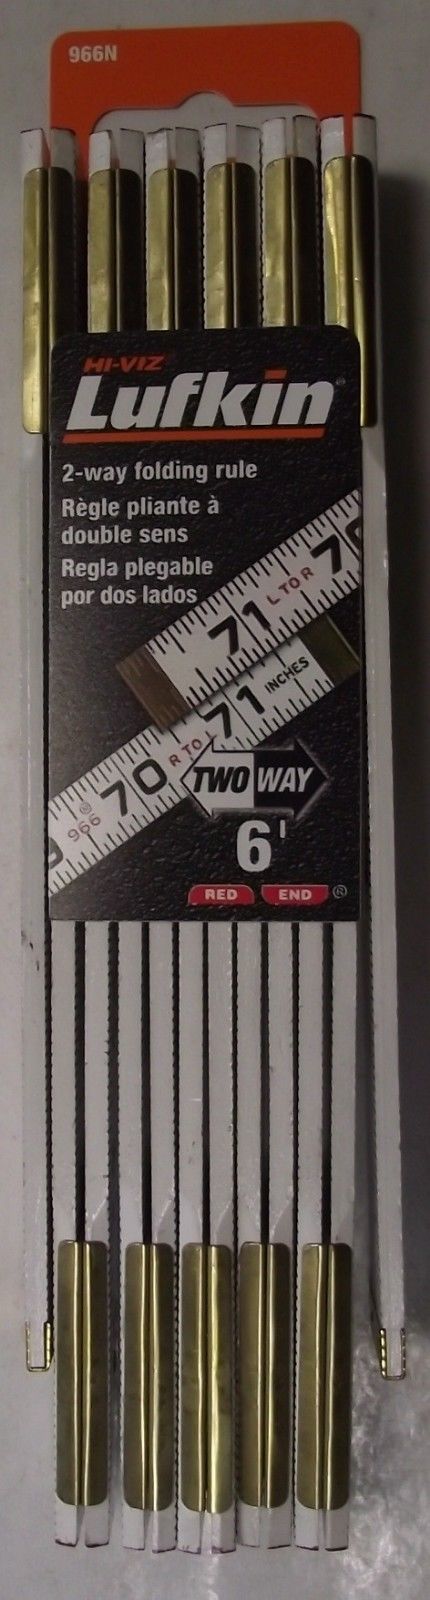 966N
HI-VIZ
Lufkin®
2-way folding rule
Règle pliante à
double sens
Regla plegable
por dos lados
71 L TO R 70
966 ® 70 R TO L 71 INCHES
TWO WAY
6'
RED END ®